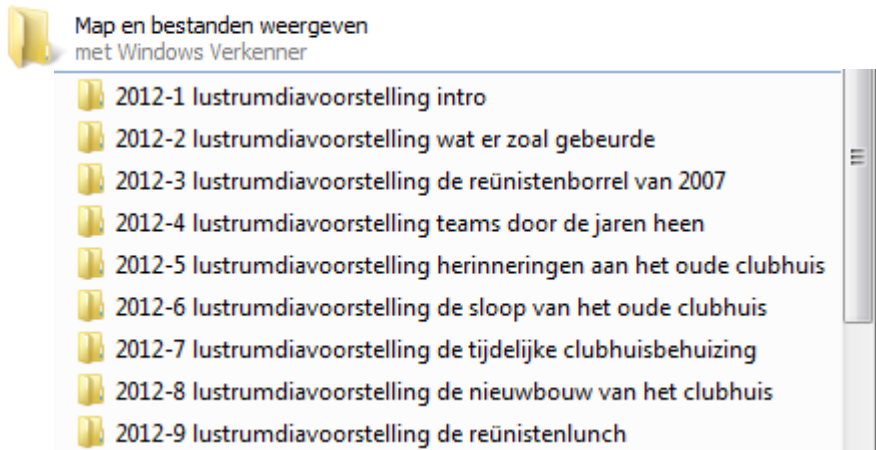 Map en bestanden weergeven
met Windows Verkenner
2012-1 lustrumdiavoorstelling intro
2012-2 lustrumdiavoorstelling wat er zoal gebeurde
2012-3 lustrumdiavoorstelling de reünistenborrel van 2007
2012-4 lustrumdiavoorstelling teams door de jaren heen
2012-5 lustrumdiavoorstelling herinneringen aan het oude clubhuis
2012-6 lustrumdiavoorstelling de sloop van het oude clubhuis
2012-7 lustrumdiavoorstelling de tijdelijke clubhuisbehuizing
2012-8 lustrumdiavoorstelling de nieuwbouw van het clubhuis
2012-9 lustrumdiavoorstelling de reünistenlunch